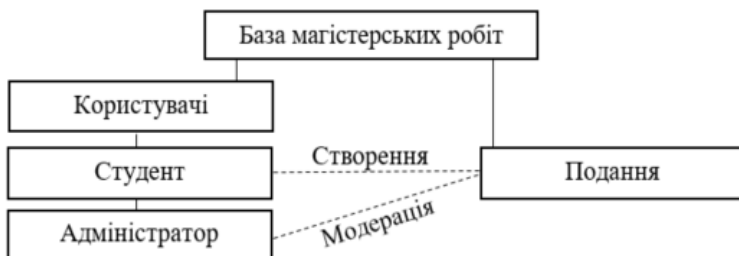 База магістерських робіт
Користувачі
Студент
Створення
Подання
Адміністратор
Модерація